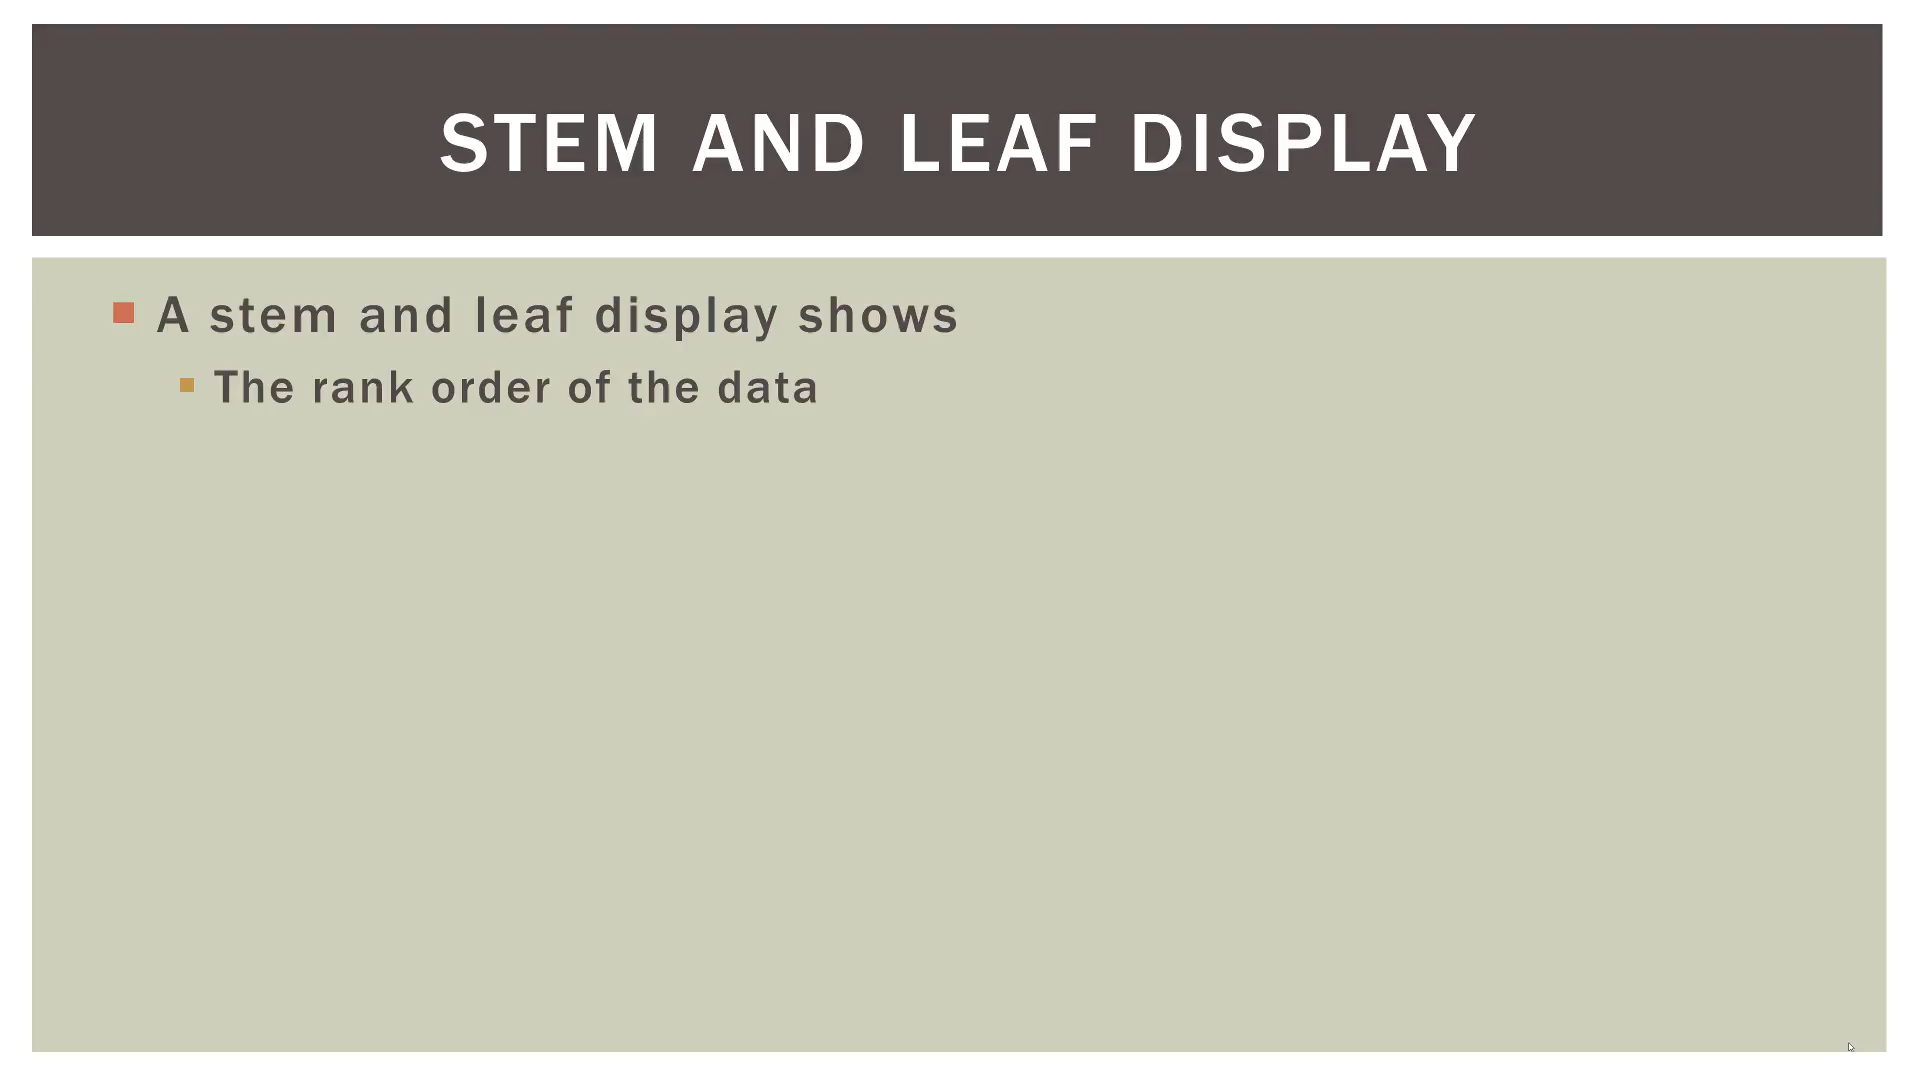 STEM AND LEAF DISPLAY
A stem and leaf display shows
The rank order of the data